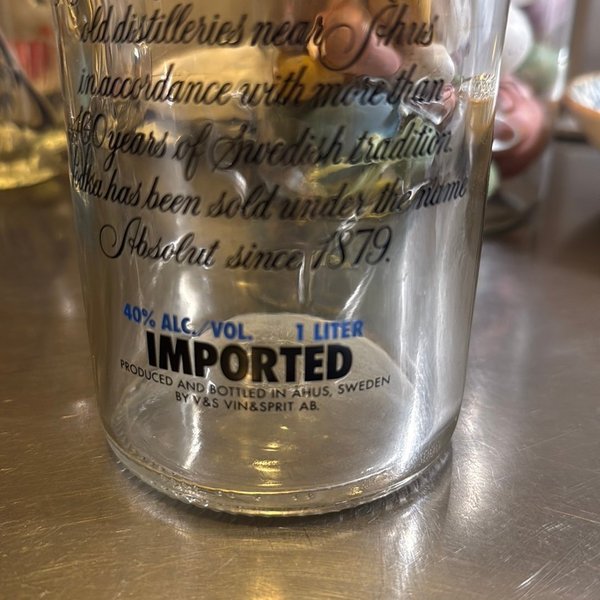 old distilleries near Åhus
in accordance with more than
400 years of Swedish tradition.
Vodka has been sold under the name
Absolut since 1879.
40% ALC./VOL. 1 LITER
IMPORTED
PRODUCED AND BOTTLED IN ÅHUS, SWEDEN
BY V&S VIN&SPRIT AB.